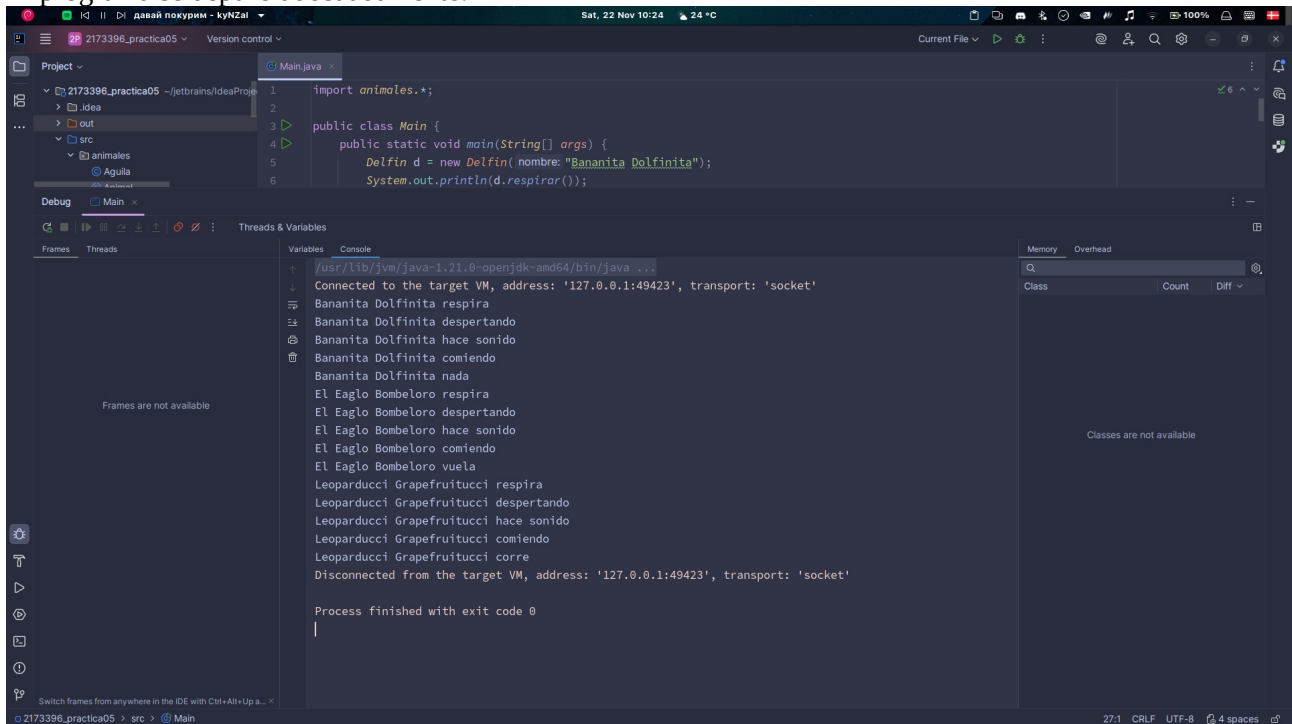 давай покурим - kyNZal
Sat, 22 Nov 10:24 24 °C
100%
2P 2173396_practica05 Version control
Current File
Project
Main.java ×
2173396_practica05 ~/jetbrains/IdeaProje
.idea
out
src
animales
Aguila
1 import animales.*;
2
3 public class Main {
4 public static void main(String[] args) {
5 Delfin d = new Delfin( nombre: "Bananita Dolfinita");
6 System.out.println(d.respirar());
6
Debug Main ×
Threads & Variables
Frames Threads
Variables Console
Memory Overhead
Class Count Diff
Frames are not available
Classes are not available
/usr/lib/jvm/java-1.21.0-openjdk-amd64/bin/java ...
Connected to the target VM, address: '127.0.0.1:49423', transport: 'socket'
Bananita Dolfinita respira
Bananita Dolfinita despertando
Bananita Dolfinita hace sonido
Bananita Dolfinita comiendo
Bananita Dolfinita nada
El Eaglo Bombeloro respira
El Eaglo Bombeloro despertando
El Eaglo Bombeloro hace sonido
El Eaglo Bombeloro comiendo
El Eaglo Bombeloro vuela
Leoparducci Grapefruitucci respira
Leoparducci Grapefruitucci despertando
Leoparducci Grapefruitucci hace sonido
Leoparducci Grapefruitucci comiendo
Leoparducci Grapefruitucci corre
Disconnected from the target VM, address: '127.0.0.1:49423', transport: 'socket'
Process finished with exit code 0
Switch frames from anywhere in the IDE with Ctrl+Alt+Up a... ×
2173396_practica05 > src > Main
27:1 CRLF UTF-8 4 spaces